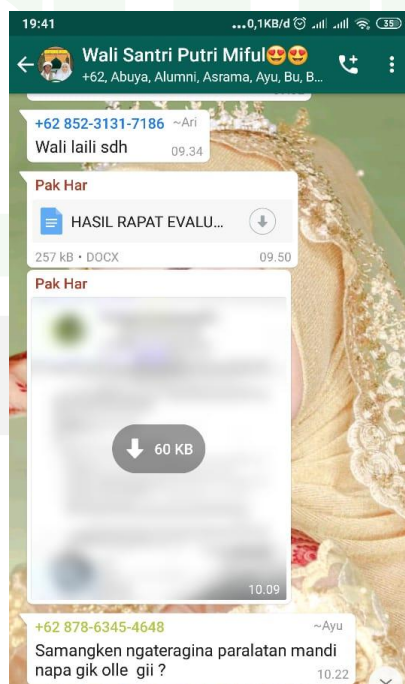 19:41
...0,1KB/d
35
Wali Santri Putri Miful😍😍
+62, Abuya, Alumni, Asrama, Ayu, Bu, B...
+62 852-3131-7186 ~Ari
Wali laili sdh
09.34
Pak Har
HASIL RAPAT EVALU...
257 kB • DOCX
09.50
Pak Har
60 KB
10.09
+62 878-6345-4648
~Ayu
Samangken ngateragina paralatan mandi
napa gik olle gii ?
10.22